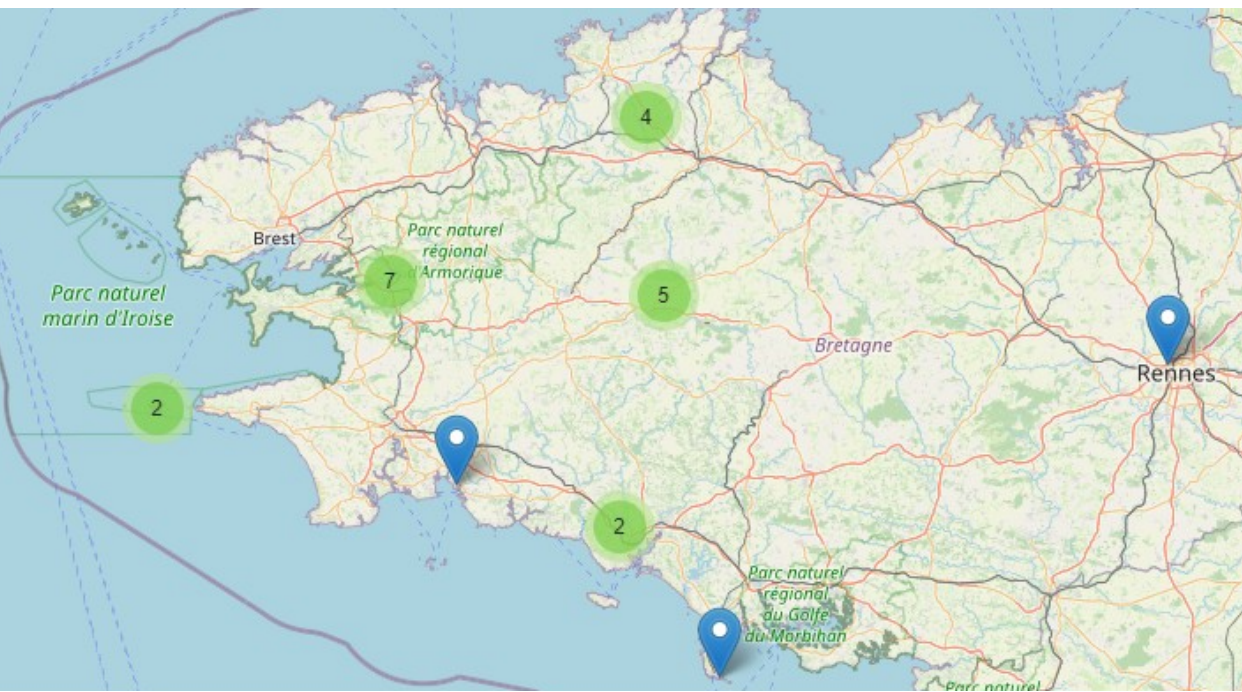 4
Brest
Parc naturel
régional
d'Armorique
7
5
Parc naturel
marin d'Iroise
Bretagne
Rennes
2
2
Parc naturel
régional
du Golfe
du Morbihan
Parc naturel